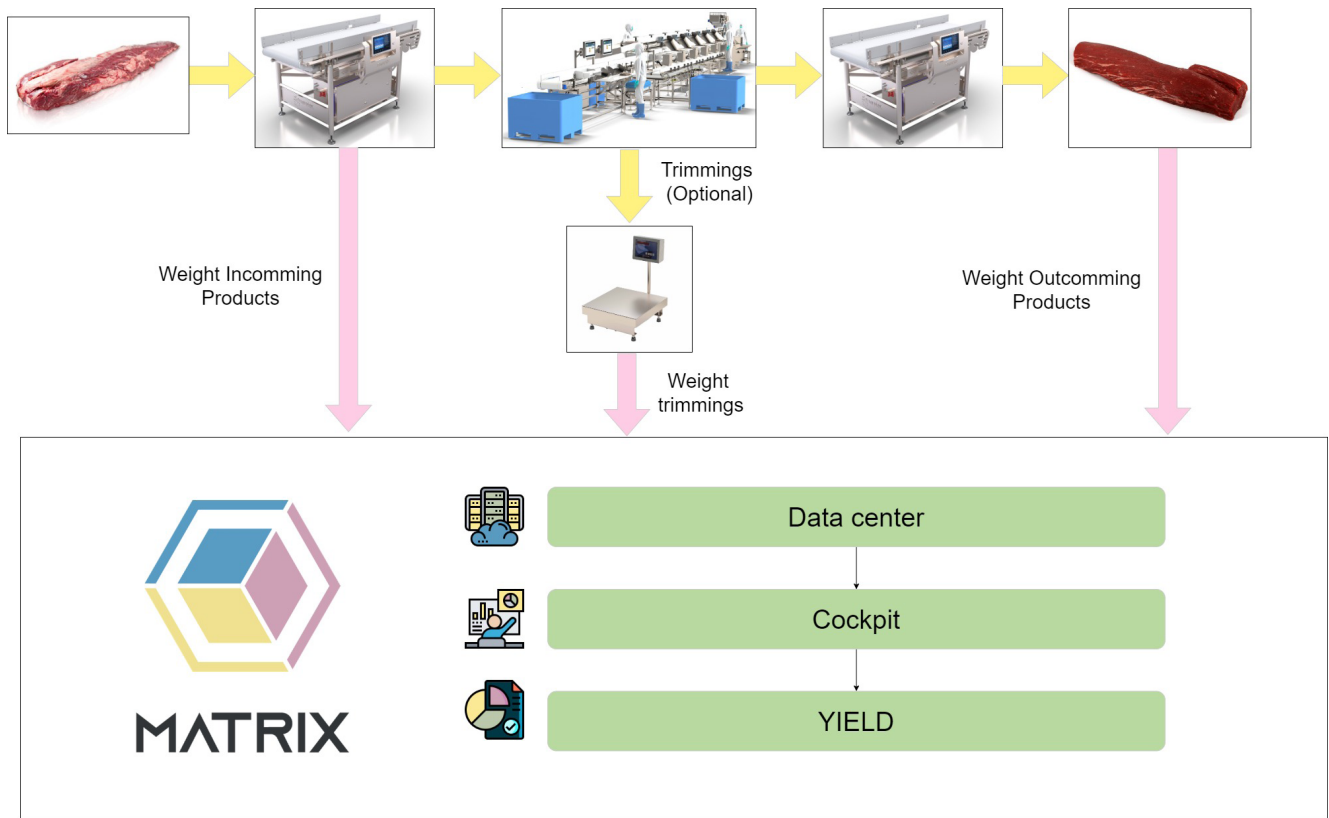 Trimmings
(Optional)
Weight Incomming
Products
Weight Outcomming
Products
Weight
trimmings
Data center
Cockpit
YIELD
MATRIX